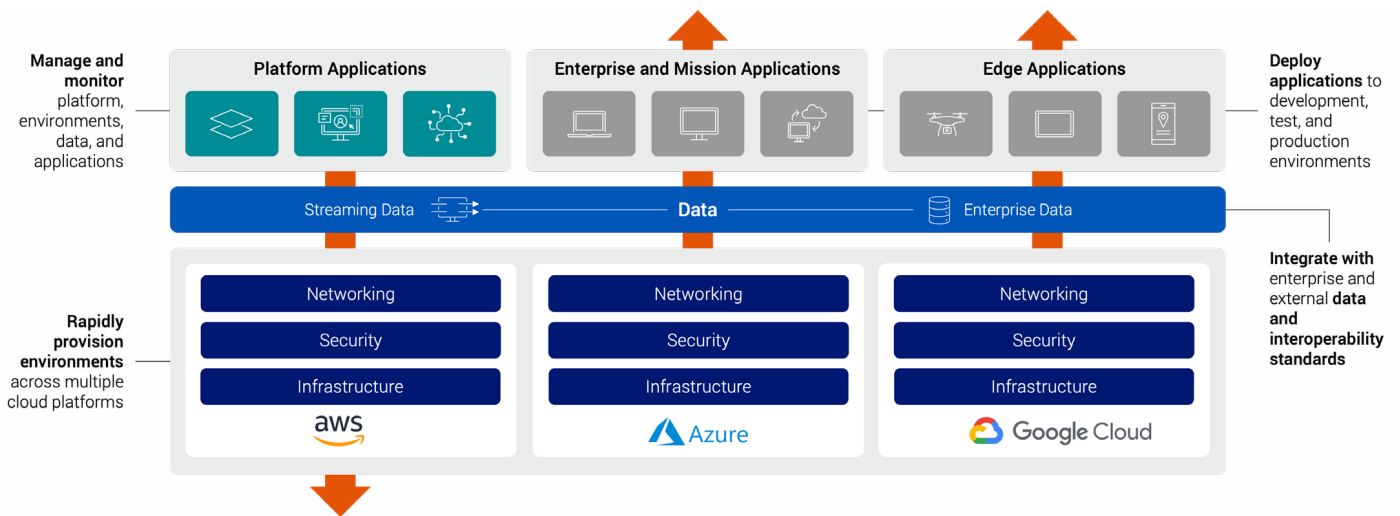 Manage and
monitor
platform,
environments,
data, and
applications
Platform Applications
Enterprise and Mission Applications
Edge Applications
Deploy
applications to
development,
test, and
production
environments
Streaming Data
Data
Enterprise Data
Integrate with
enterprise and
external data
and
interoperability
standards
Rapidly
provision
environments
across multiple
cloud platforms
Networking
Security
Infrastructure
aws
Networking
Security
Infrastructure
Azure
Networking
Security
Infrastructure
Google Cloud